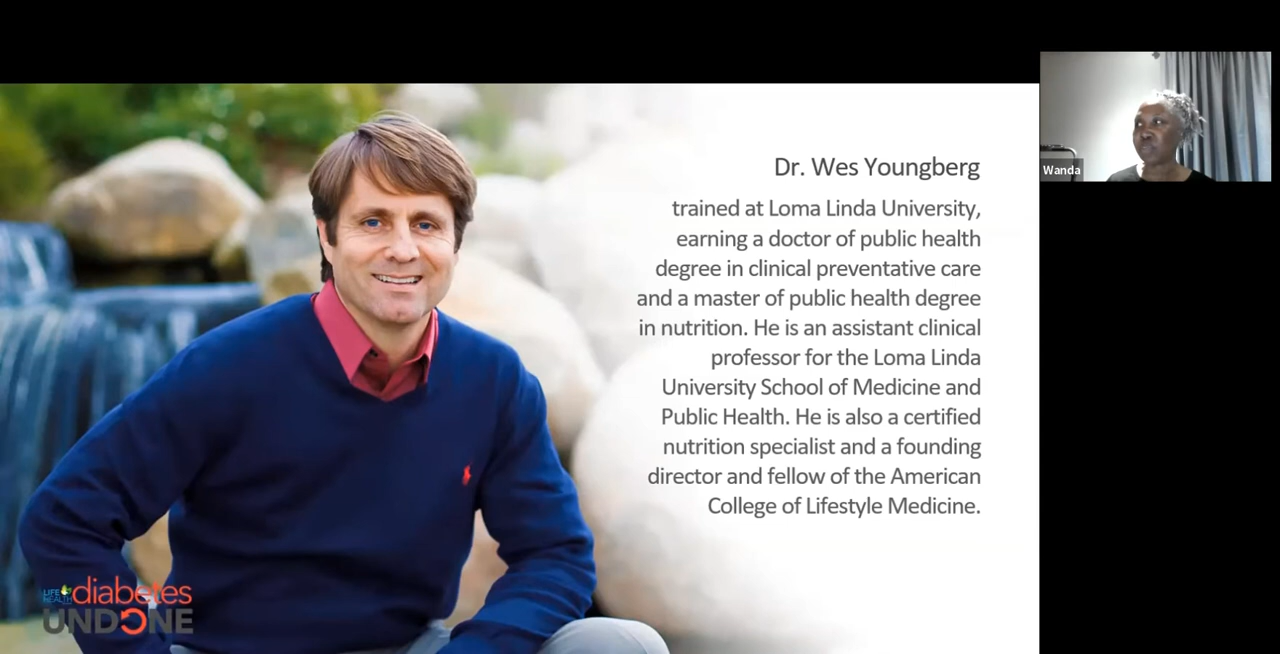 Dr. Wes Youngberg
trained at Loma Linda University,
earning a doctor of public health
degree in clinical preventative care
and a master of public health degree
in nutrition. He is an assistant clinical
professor for the Loma Linda
University School of Medicine and
Public Health. He is also a certified
nutrition specialist and a founding
director and fellow of the American
College of Lifestyle Medicine.
Wanda
LIFE
HEALTH
diabetes
UNDONE